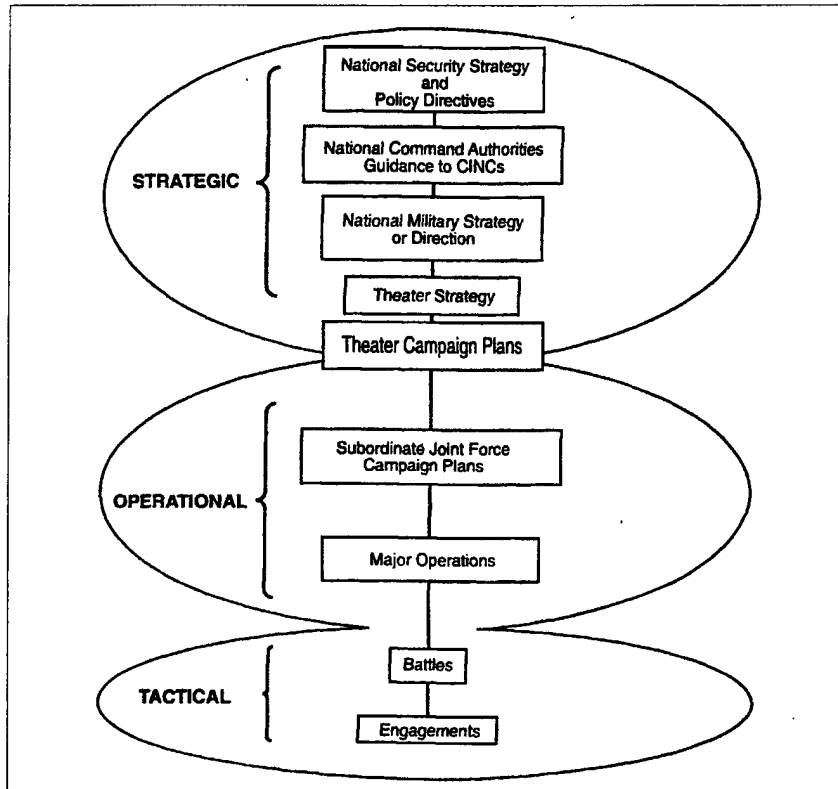 National Security Strategy
and
Policy Directives
National Command Authorities
Guidance to CINCs
STRATEGIC
National Military Strategy
or Direction
Theater Strategy
Theater Campaign Plans
Subordinate Joint Force
Campaign Plans
OPERATIONAL
Major Operations
Battles
TACTICAL
Engagements